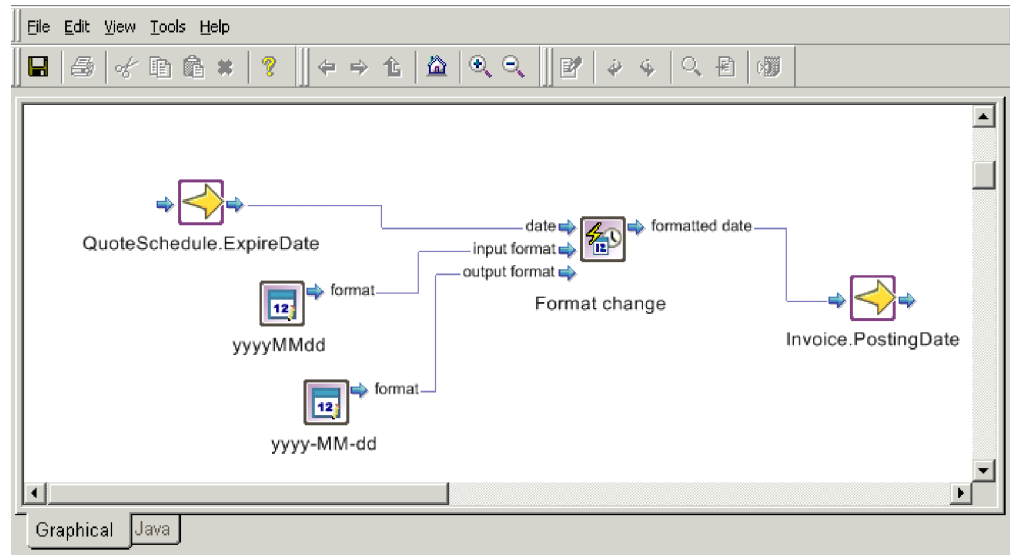 File Edit View Tools Help
QuoteSchedule.ExpireDate
date
input format
output format
formatted date
Format change
format
yyyyMMdd
format
yyyy-MM-dd
Invoice.PostingDate
Graphical Java